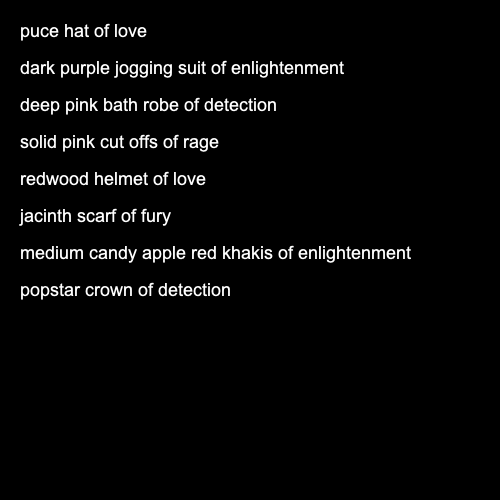 puce hat of love
dark purple jogging suit of enlightenment
deep pink bath robe of detection
solid pink cut offs of rage
redwood helmet of love
jacinth scarf of fury
medium candy apple red khakis of enlightenment
popstar crown of detection